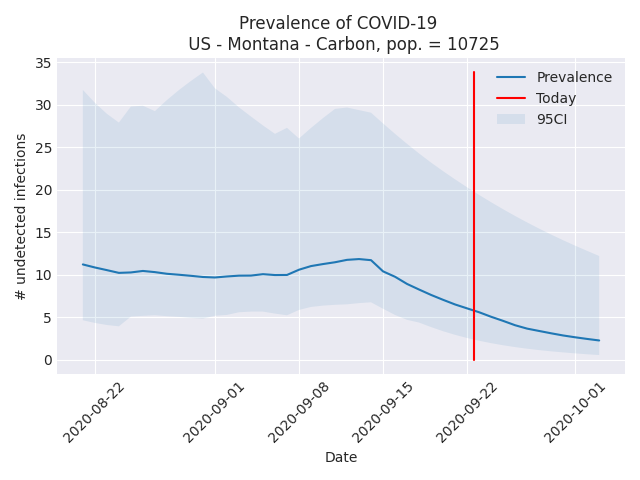 Prevalence of COVID-19
US - Montana - Carbon, pop. = 10725
# undetected infections
35
30
25
20
15
10
5
0
Prevalence
Today
95CI
2020-08-22
2020-09-01
2020-09-08
2020-09-15
2020-09-22
2020-10-01
Date